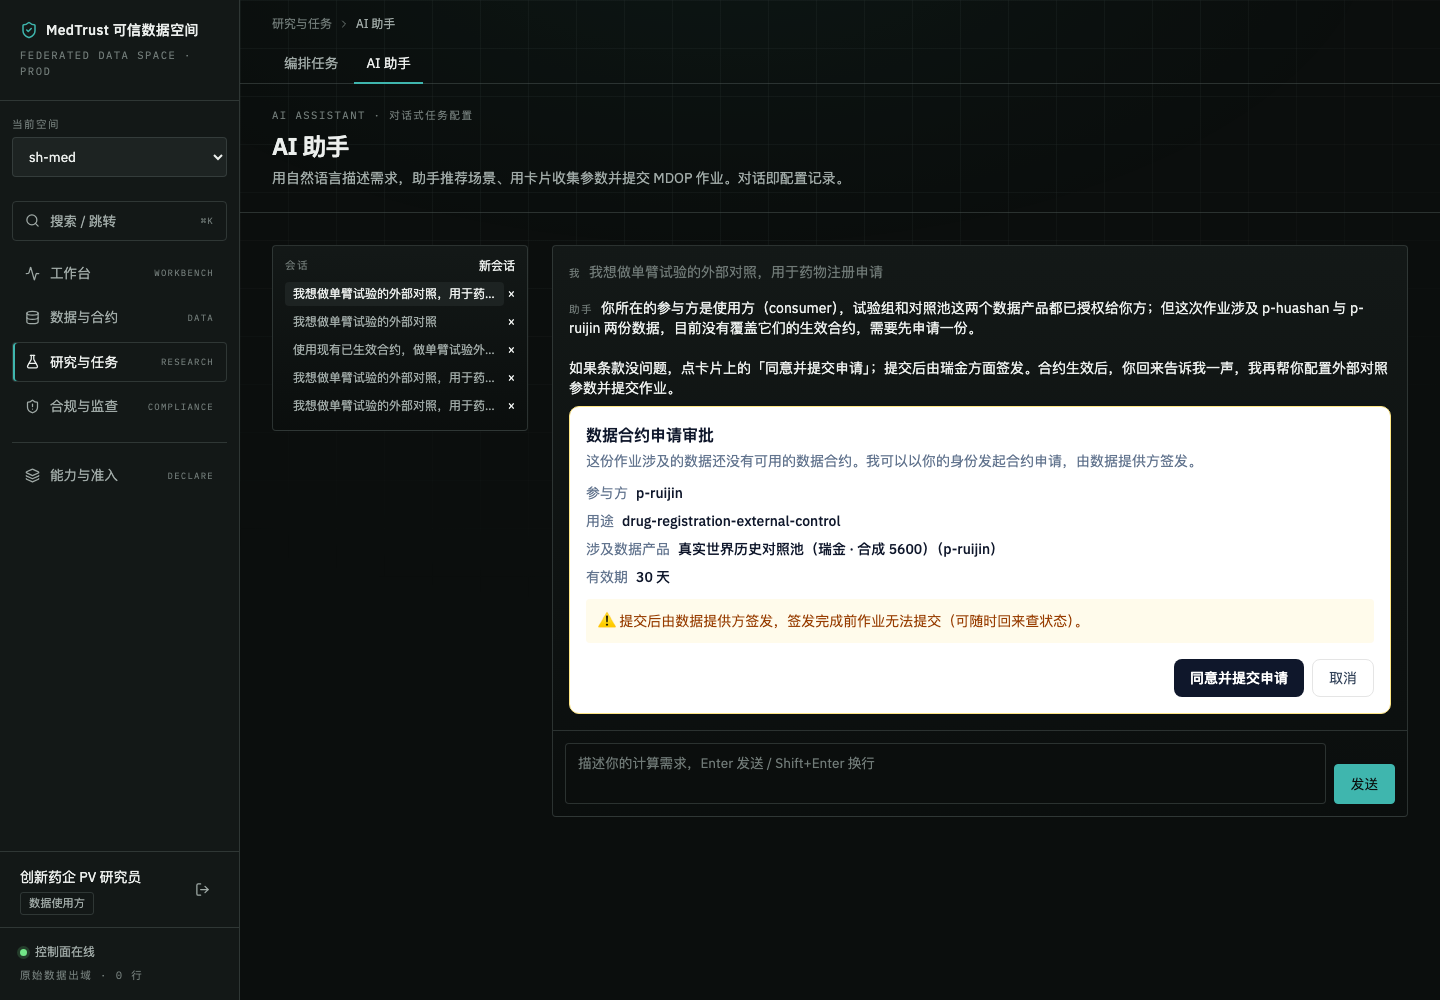 MedTrust 可信数据空间
FEDERATED DATA SPACE ·
PROD
当前空间
sh-med
搜索 / 跳转 ⌘K
工作台 WORKBENCH
数据与合约 DATA
研究与任务 RESEARCH
合规与监查 COMPLIANCE
能力与准入 DECLARE
创新药企 PV 研究员
数据使用方
控制面在线
原始数据出域 · 0 行
研究与任务 › AI 助手
编排任务 AI 助手
AI ASSISTANT · 对话式任务配置
AI 助手
用自然语言描述需求，助手推荐场景、用卡片收集参数并提交 MDOP 作业。对话即配置记录。
会话 新会话
我想做单臂试验的外部对照，用于药... ×
我想做单臂试验的外部对照 ×
使用现有已生效合约，做单臂试验外... ×
我想做单臂试验的外部对照，用于药... ×
我想做单臂试验的外部对照，用于药... ×
我 我想做单臂试验的外部对照，用于药物注册申请
助手 你所在的参与方是使用方（consumer），试验组和对照池这两个数据产品都已授权给你方；但这次作业涉及 p-huashan 与 p-
ruijin 两份数据，目前没有覆盖它们的生效合约，需要先申请一份。
如果条款没问题，点卡片上的「同意并提交申请」；提交后由瑞金方面签发。合约生效后，你回来告诉我一声，我再帮你配置外部对照
参数并提交作业。
数据合约申请审批
这份作业涉及的数据还没有可用的数据合约。我可以以你的身份发起合约申请，由数据提供方签发。
参与方 p-ruijin
用途 drug-registration-external-control
涉及数据产品 真实世界历史对照池（瑞金 · 合成 5600）（p-ruijin）
有效期 30 天
⚠️ 提交后由数据提供方签发，签发完成前作业无法提交（可随时回来查状态）。
同意并提交申请 取消
描述你的计算需求，Enter 发送 / Shift+Enter 换行
发送